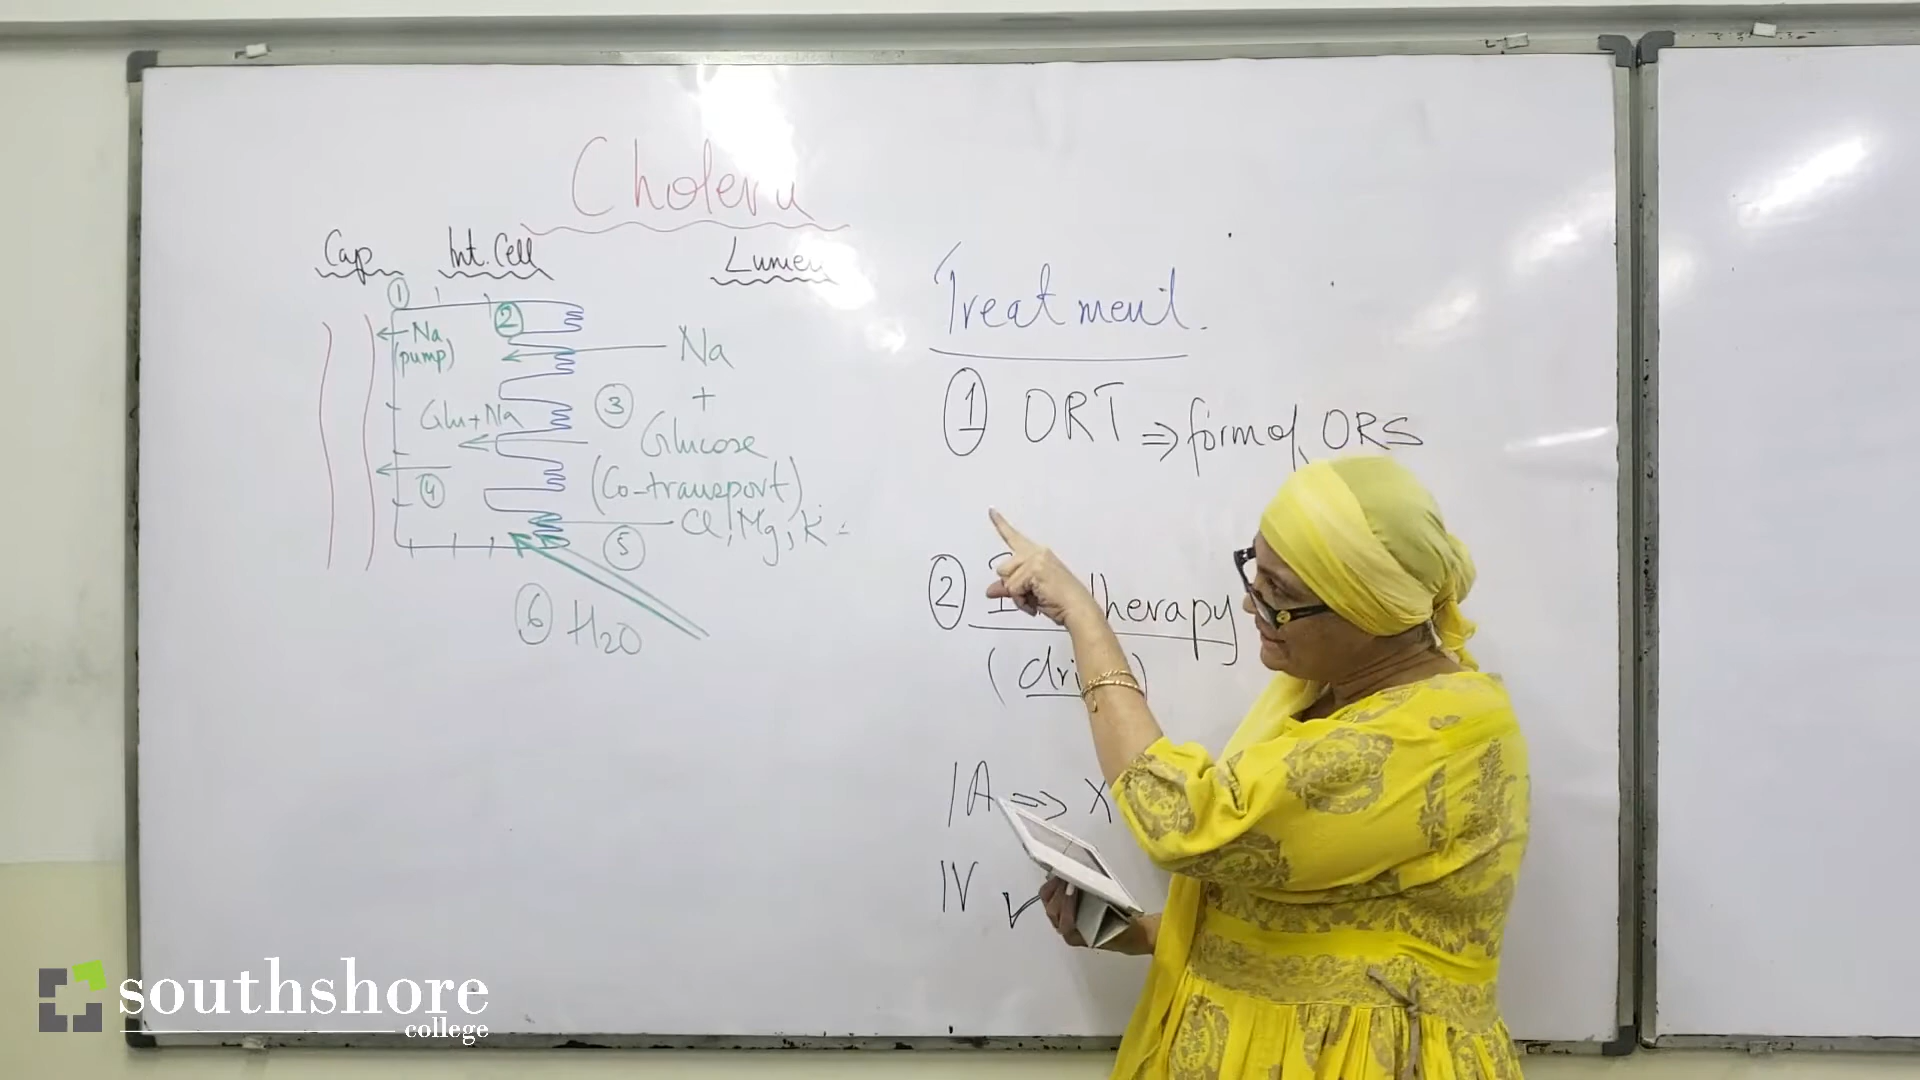 Cholera
Cap Int. Cell Lumen
①
② 
Na
(pump)
Na
+
③
Glu+Na
Glucose
(Co-transport)
④
Cl, Mg, K
⑤
⑥ H2O
Treatment.
① ORT ⇒ form of ORS
② therapy
IA ⇒ X
IV ✓
southshore
college